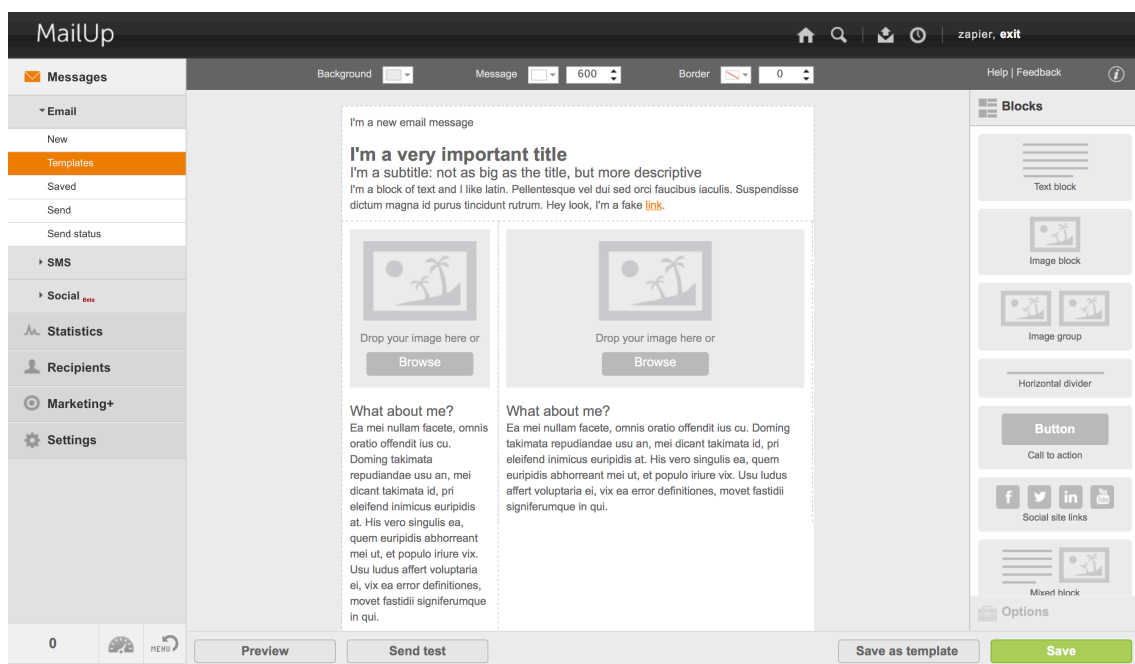 MailUp
zapier, exit
Messages
Email
New
Templates
Saved
Send
Send status
SMS
Social Beta
Statistics
Recipients
Marketing+
Settings
0
MENU
Background
Message
600
Border
0
Help | Feedback
i
I'm a new email message
I'm a very important title
I'm a subtitle: not as big as the title, but more descriptive
I'm a block of text and I like latin. Pellentesque vel dui sed orci faucibus iaculis. Suspendisse
dictum magna id purus tincidunt rutrum. Hey look, I'm a fake link.
Drop your image here or
Browse
What about me?
Ea mei nullam facete, omnis
oratio offendit ius cu.
Doming takimata
repudiandae usu an, mei
dicant takimata id, pri
eleifend inimicus euripidis
at. His vero singulis ea,
quem euripidis abhorreant
mei ut, et populo iriure vix.
Usu ludus affert voluptaria
ei, vix ea error definitiones,
movet fastidii signiferumque
in qui.
Drop your image here or
Browse
What about me?
Ea mei nullam facete, omnis oratio offendit ius cu. Doming
takimata repudiandae usu an, mei dicant takimata id, pri
eleifend inimicus euripidis at. His vero singulis ea, quem
euripidis abhorreant mei ut, et populo iriure vix. Usu ludus
affert voluptaria ei, vix ea error definitiones, movet fastidii
signiferumque in qui.
Blocks
Text block
Image block
Image group
Horizontal divider
Button
Call to action
f in You Tube
Social site links
Mixed block
Options
Preview
Send test
Save as template
Save